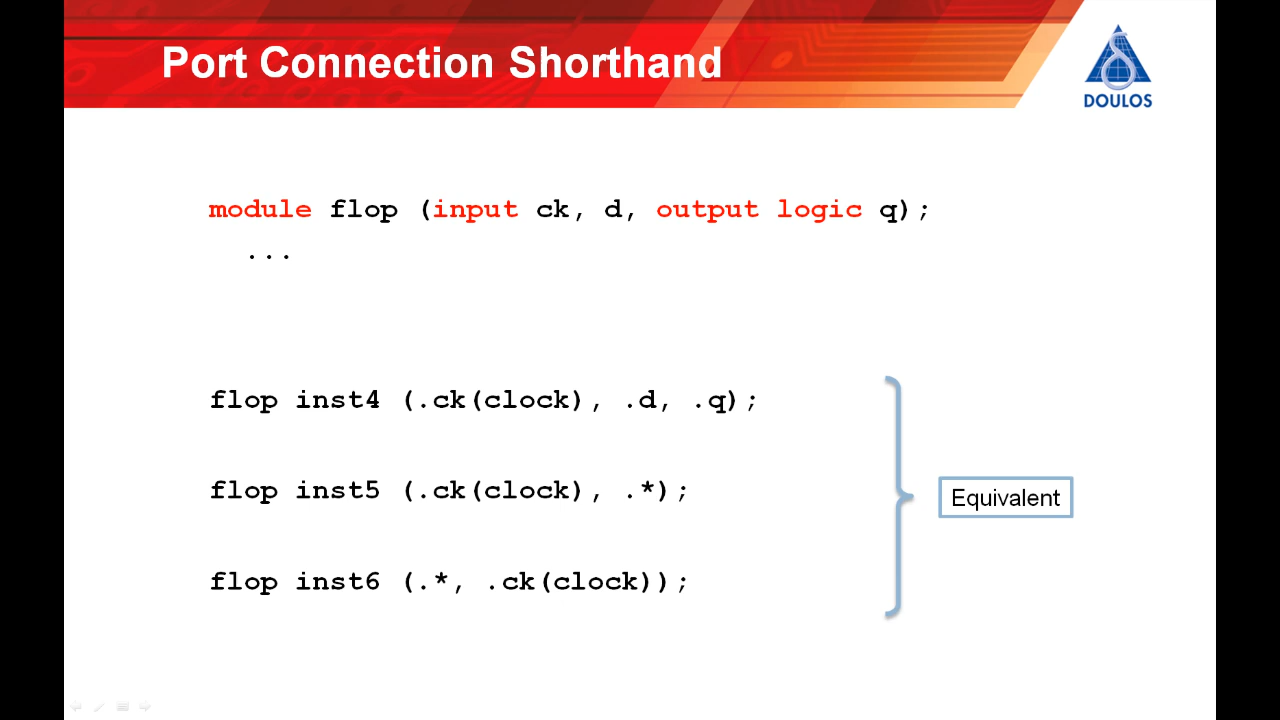 Port Connection Shorthand
DOULOS
module flop (input ck, d, output logic q);
...
flop inst4 (.ck(clock), .d, .q);
flop inst5 (.ck(clock), .*);
flop inst6 (.*, .ck(clock));
Equivalent